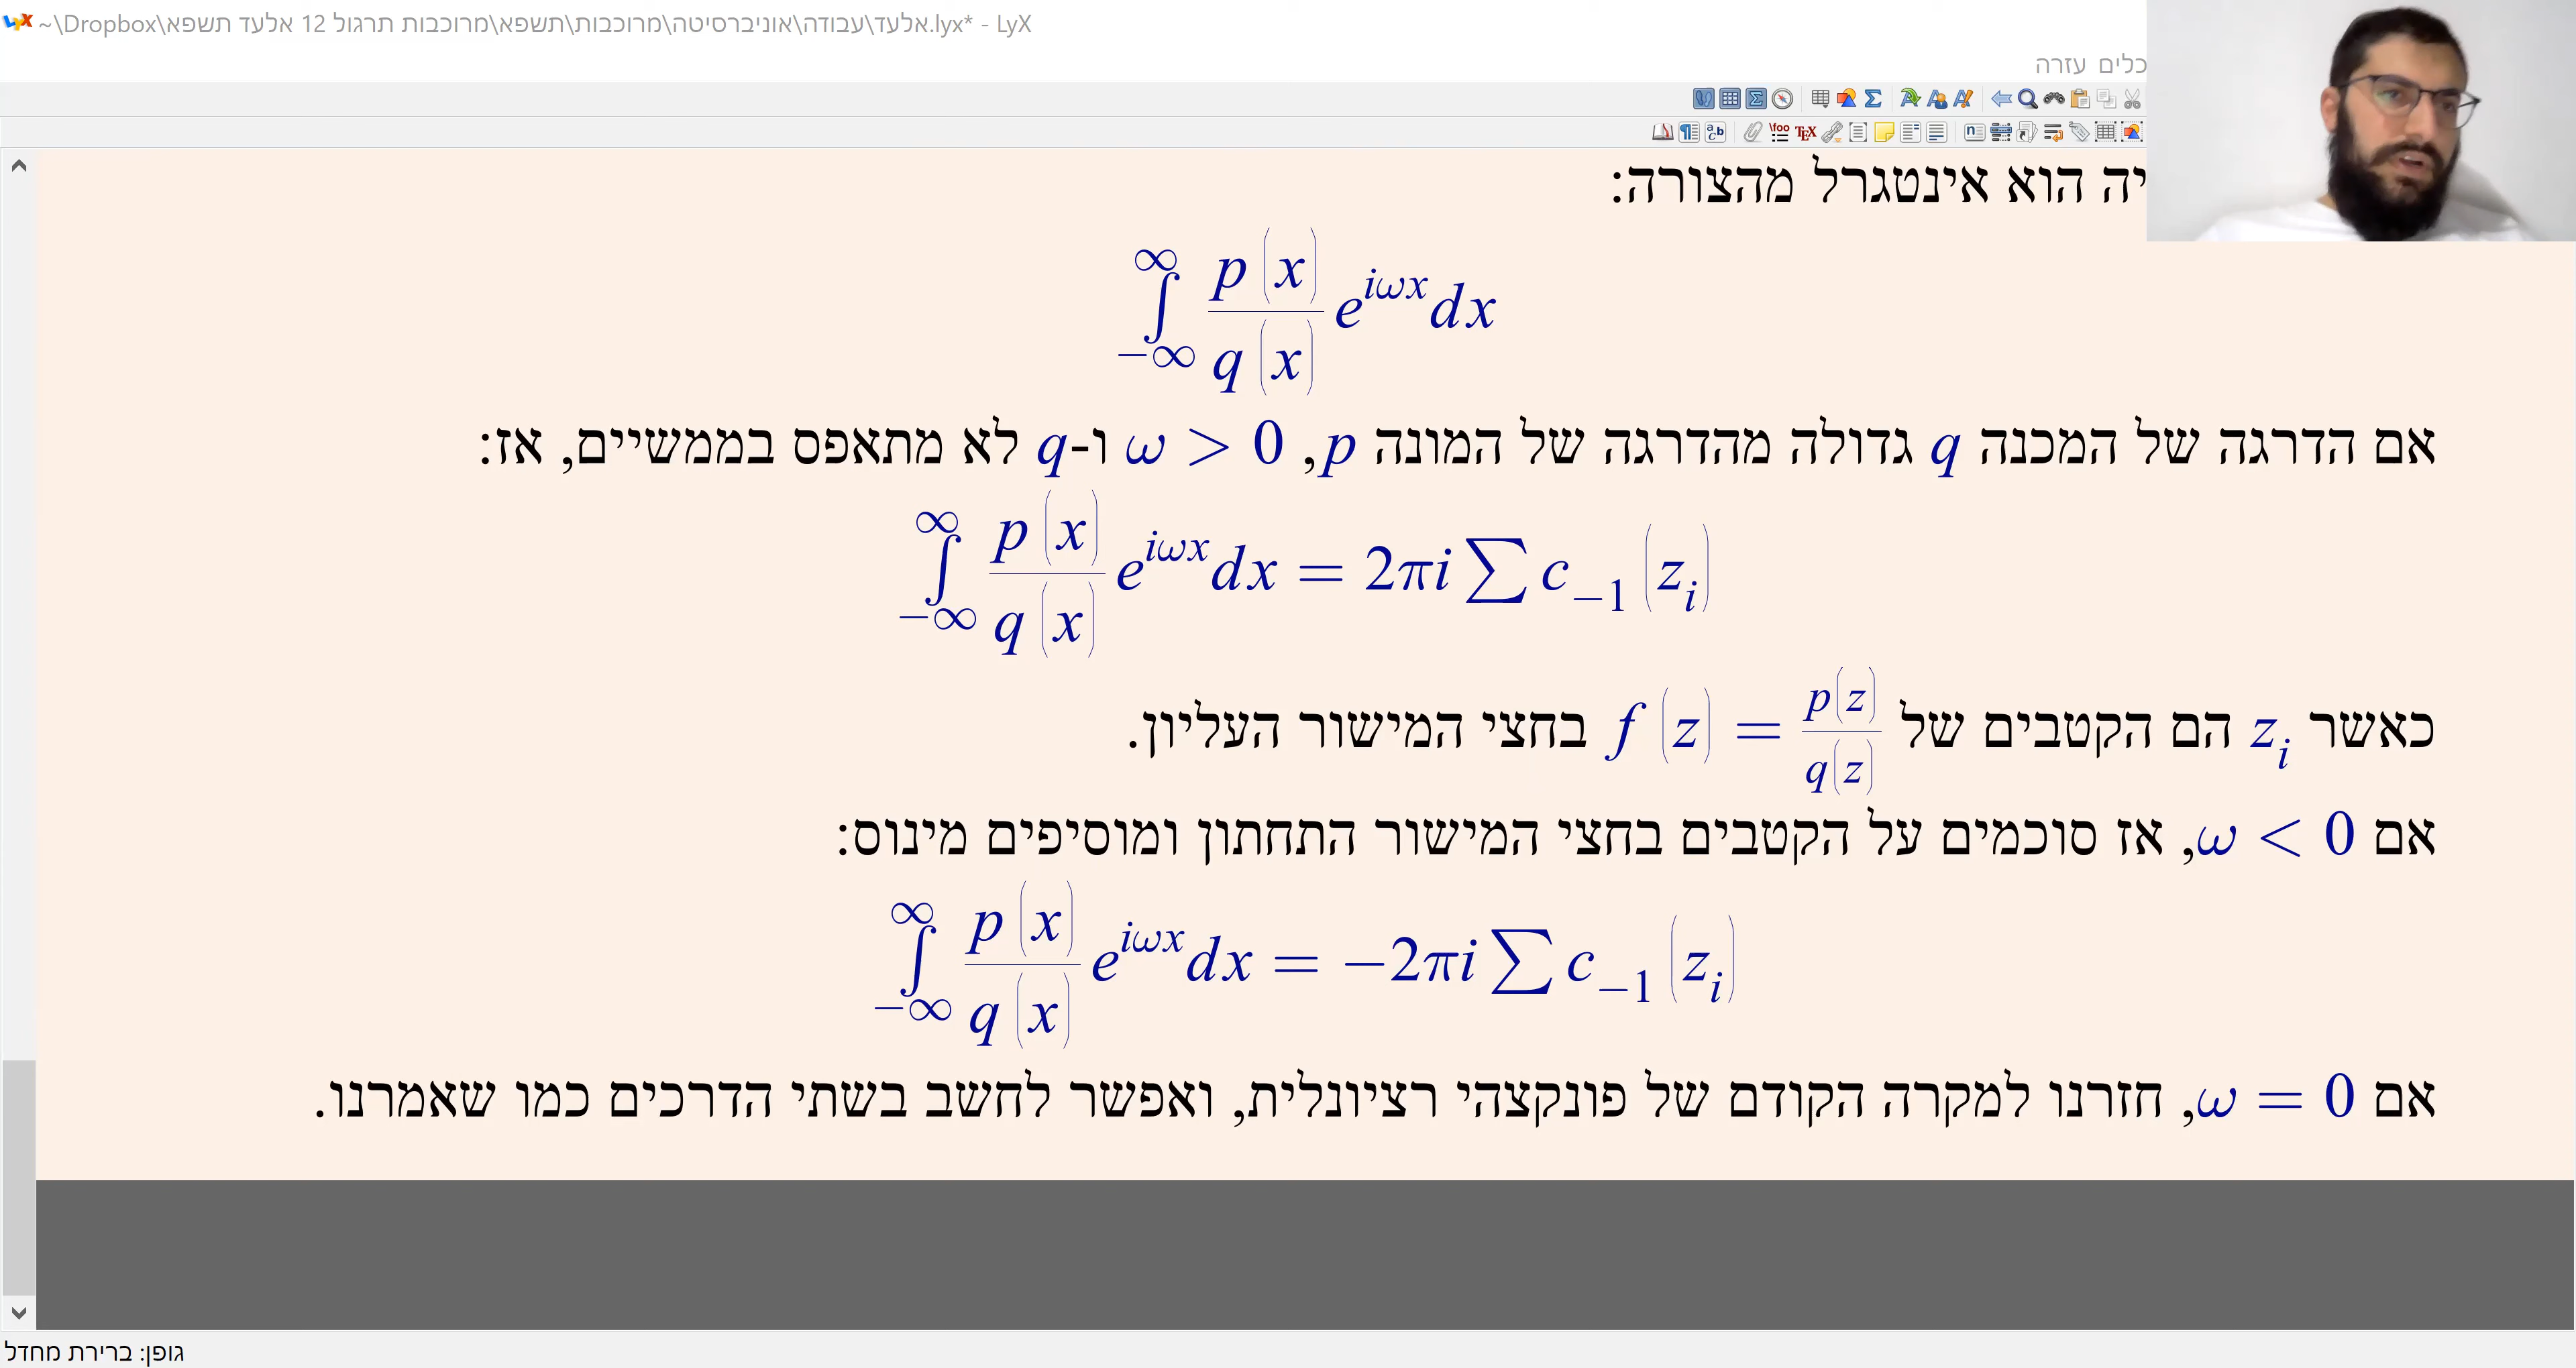 ~\Dropbox\אלעד\עבודה\אוניברסיטה\מרוכבות\תשפא\מרוכבות תרגול 12 אלעד תשפא.lyx* - LyX
כלים עזרה
יה הוא אינטגרל מהצורה:
∫_{-∞}^{∞} p(x)/q(x) e^{iωx} dx
אם הדרגה של המכנה q גדולה מהדרגה של המונה p, ω > 0 ו-q לא מתאפס בממשיים, אז:
∫_{-∞}^{∞} p(x)/q(x) e^{iωx} dx = 2πi ∑ c_{-1}(z_i)
כאשר z_i הם הקטבים של f(z) = p(z)/q(z) בחצי המישור העליון.
אם ω < 0, אז סוכמים על הקטבים בחצי המישור התחתון ומוסיפים מינוס:
∫_{-∞}^{∞} p(x)/q(x) e^{iωx} dx = -2πi ∑ c_{-1}(z_i)
אם ω = 0, חזרנו למקרה הקודם של פונקצהי רציונלית, ואפשר לחשב בשתי הדרכים כמו שאמרנו.
גופן: ברירת מחדל